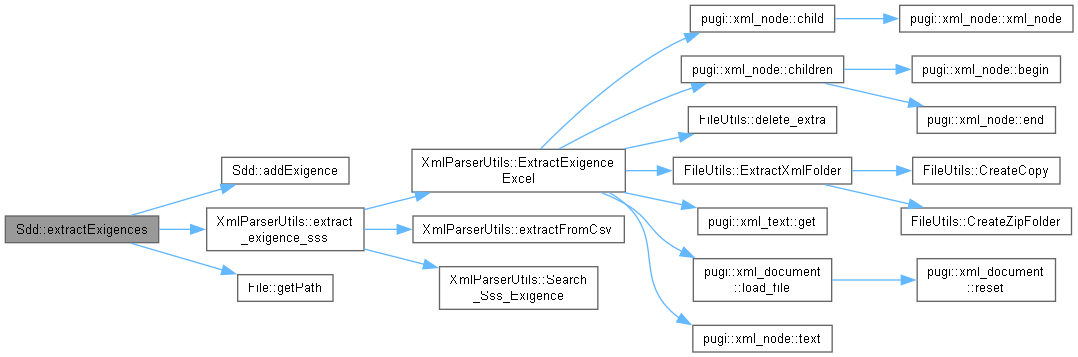 Sdd::extractExigences
Sdd::addExigence
XmlParserUtils::extract
_exigence_sss
File::getPath
XmlParserUtils::ExtractExigence
Excel
XmlParserUtils::extractFromCsv
XmlParserUtils::Search
_Sss_Exigence
pugi::xml_node::child
pugi::xml_node::children
FileUtils::delete_extra
FileUtils::ExtractXmlFolder
pugi::xml_text::get
pugi::xml_document
::load_file
pugi::xml_node::text
pugi::xml_node::xml_node
pugi::xml_node::begin
pugi::xml_node::end
FileUtils::CreateCopy
FileUtils::CreateZipFolder
pugi::xml_document
::reset